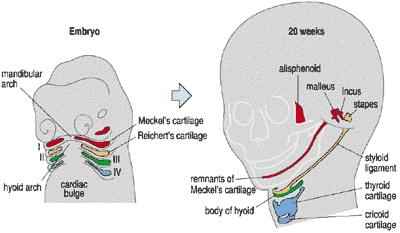 Embryo
mandibular
arch
I
II
hyoid arch
cardiac
bulge
III
IV
Meckel's cartilage
Reichert's cartilage
20 weeks
alisphenoid
malleus
incus
stapes
styloid
ligament
remnants of
Meckel's cartilage
body of hyoid
thyroid
cartilage
cricoid
cartilage